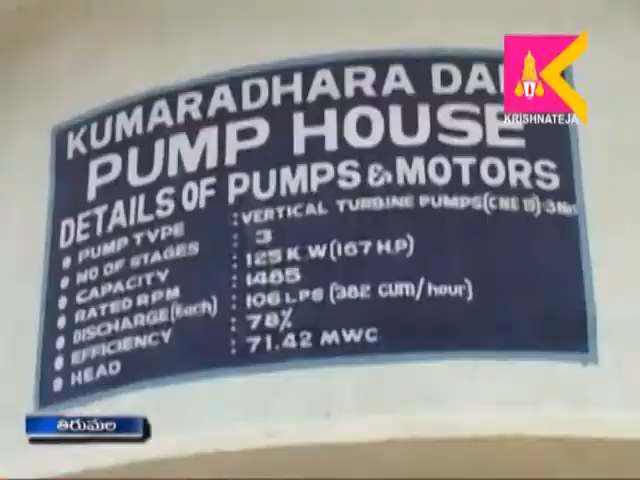 KUMARADHARA DA
PUMP HOUSE
DETAILS OF PUMPS & MOTORS
PUMP TYPE : VERTICAL TURBINE PUMPS
NO OF STAGES : 3
CAPACITY : 125 K W (167 H.P)
RATED RPM : 1485
DISCHARGE (Each) : 106 LPS (382 cum/hour)
EFFICIENCY : 78%
HEAD : 71.42 MWC
KRISHNATEJA
తిరుమల